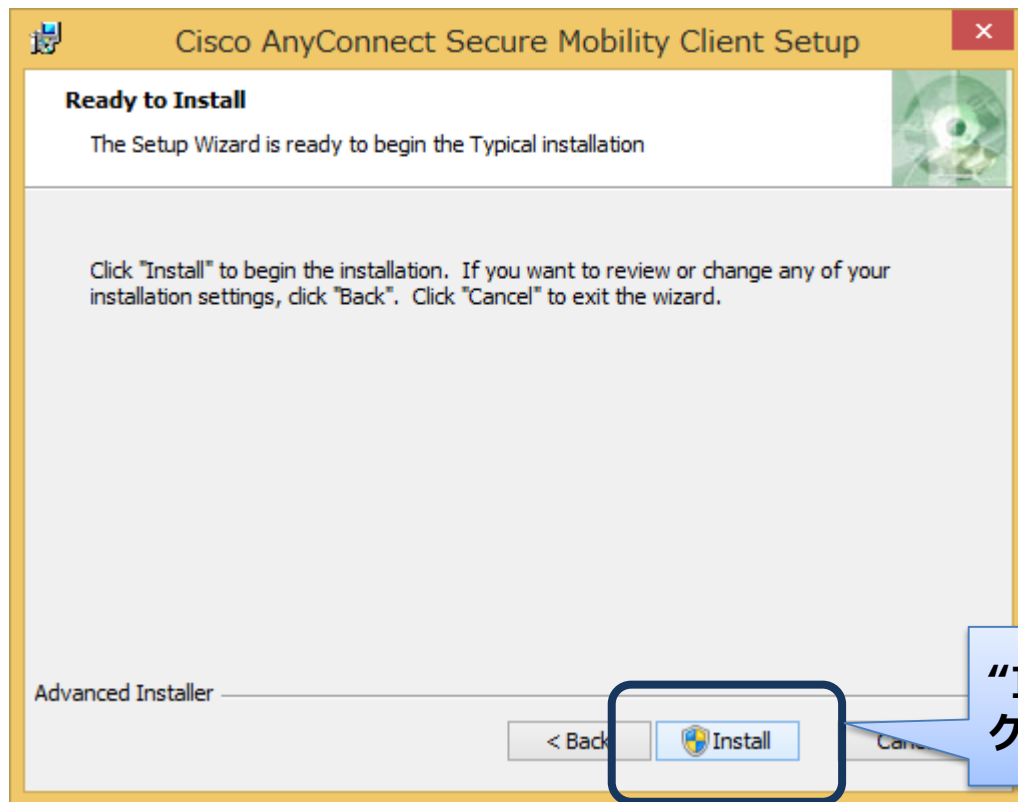 Cisco AnyConnect Secure Mobility Client Setup
Ready to Install
The Setup Wizard is ready to begin the Typical installation
Click "Install" to begin the installation. If you want to review or change any of your
installation settings, click "Back". Click "Cancel" to exit the wizard.
Advanced Installer
< Back
Install